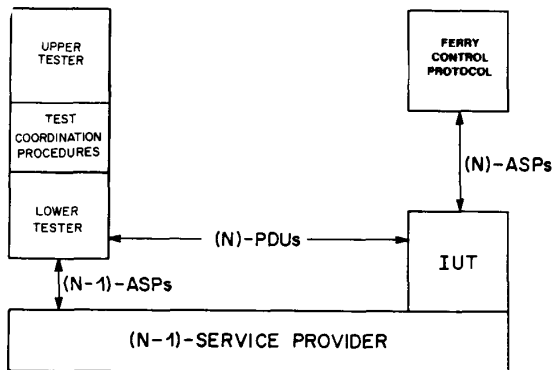 UPPER
TESTER
TEST
COORDINATION
PROCEDURES
LOWER
TESTER
FERRY
CONTROL
PROTOCOL
(N)-ASPs
(N)-PDUs
IUT
(N-1)-ASPs
(N-1)-SERVICE PROVIDER